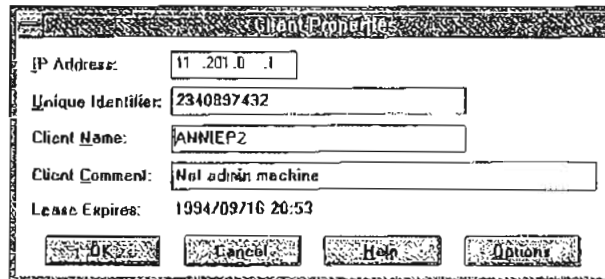 Client Properties
IP Address: 11 .201.0 .1
Unique Identifier: 2340897432
Client Name: ANNIEP2
Client Comment: Net admin machine
Lease Expires: 1994/09/16 20:53
OK Cancel Help Options